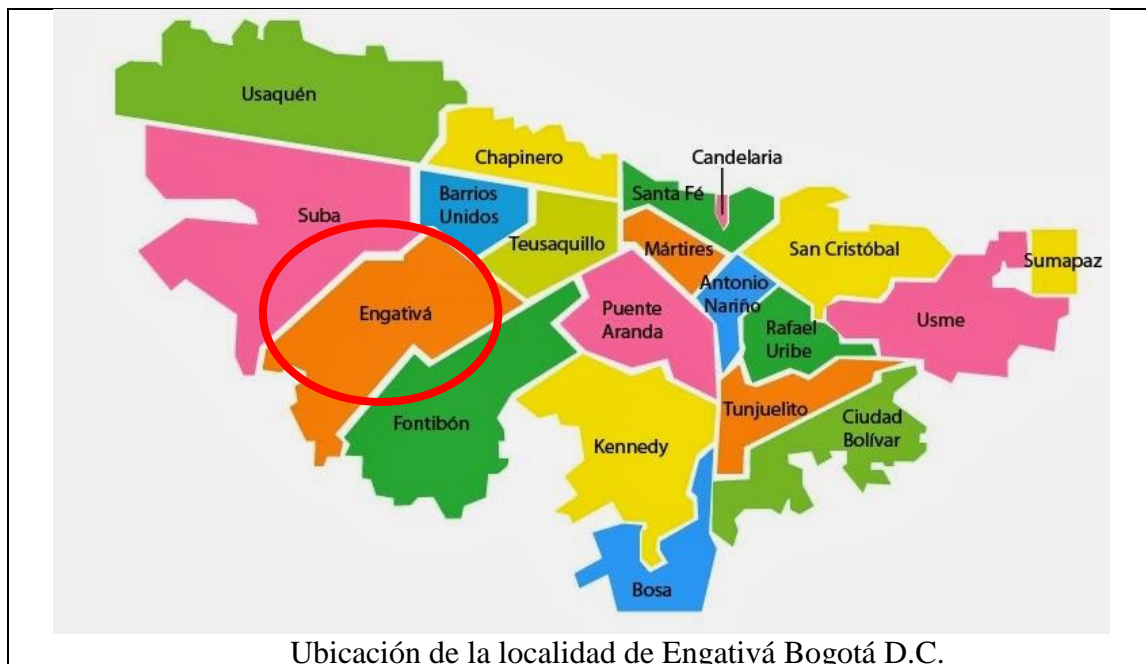 Usaquén
Chapinero
Candelaria
Santa Fé
Barrios
Unidos
Suba
Teusaquillo
Mártires
San Cristóbal
Sumapaz
Antonio
Nariño
Engativá
Puente
Aranda
Rafael
Uribe
Usme
Tunjuelito
Ciudad
Bolívar
Fontibón
Kennedy
Bosa
Ubicación de la localidad de Engativá Bogotá D.C.